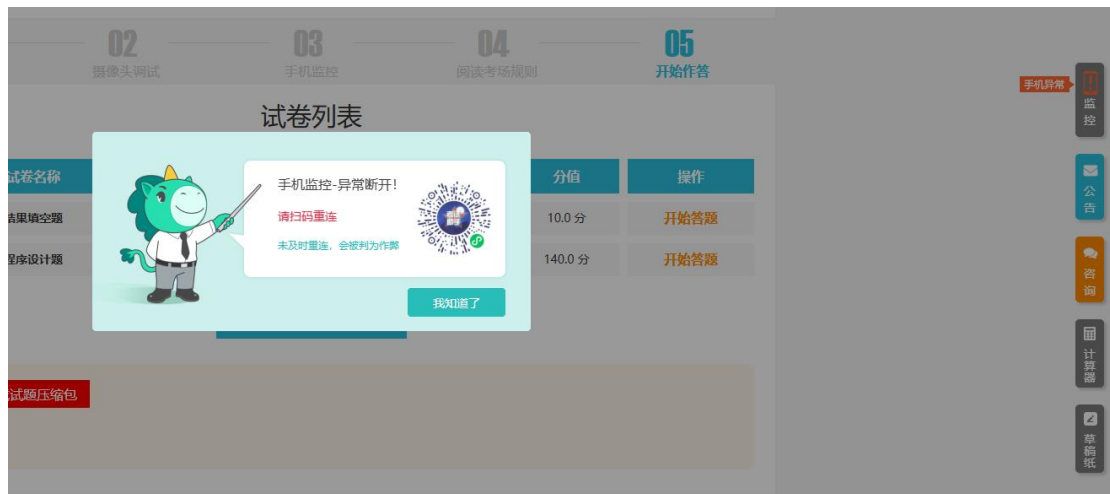 02
03
04
05
摄像头调试
手机监控
阅读考场规则
开始作答
手机异常
监控
试卷列表
试卷名称
分值
操作
手机监控-异常断开！
请扫码重连
未及时重连，会被判为作弊
我知道了
结果填空题
10.0 分
开始答题
程序设计题
140.0 分
开始答题
公告
咨询
计算器
试题压缩包
草稿纸